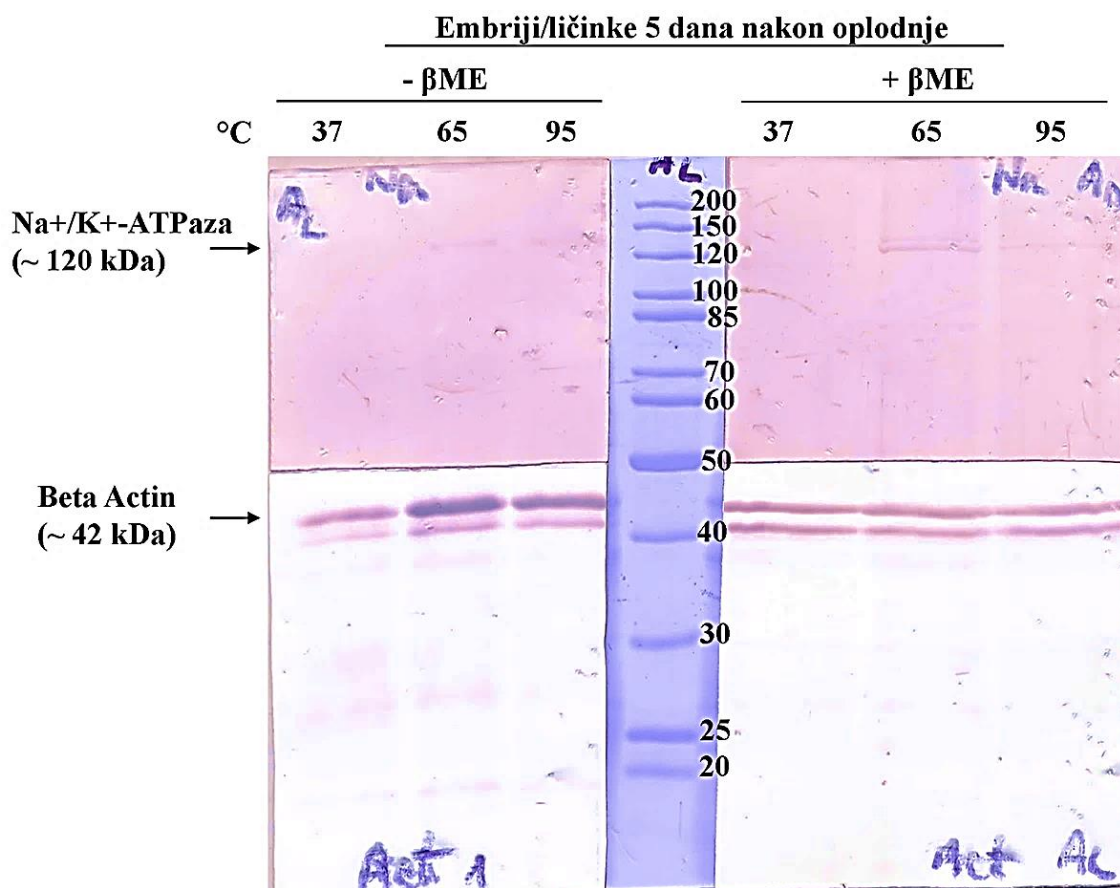 Embriji/ličinke 5 dana nakon oplodnje
- βME + βME
°C 37 65 95 37 65 95
AL Na AL Na
Na+/K+-ATPaza
(~ 120 kDa)
200
150
120
100
85
70
60
50
Beta Actin
(~ 42 kDa)
40
30
25
20
Act 1 Act AL